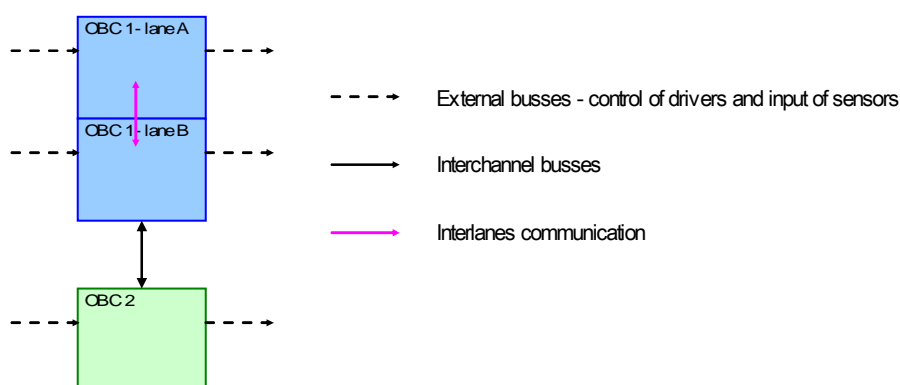 OBC 1 - lane A
External busses - control of drivers and input of sensors
OBC 1 - lane B
Interchannel busses
Interlanes communication
OBC 2